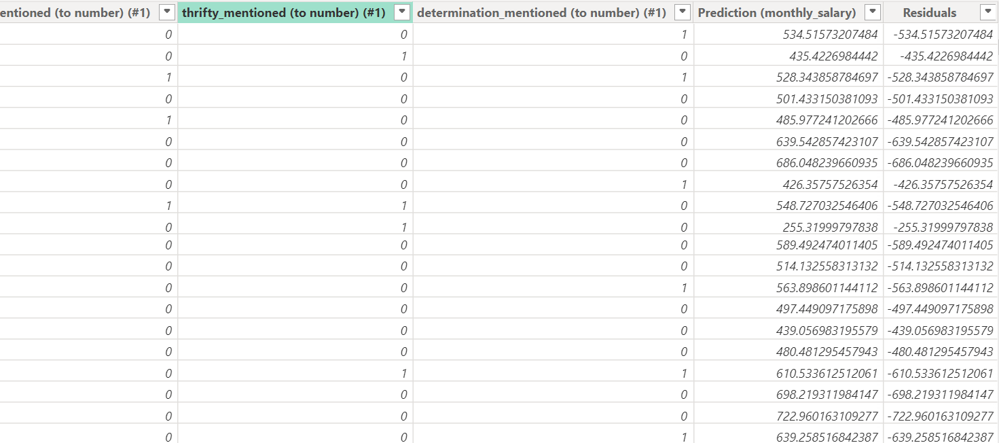 entioned (to number) (#1) thrifty_mentioned (to number) (#1) determination_mentioned (to number) (#1) Prediction (monthly_salary) Residuals
0 0 1 534.51573207484 -534.51573207484
0 1 0 435.4226984442 -435.4226984442
1 0 1 528.343858784697 -528.343858784697
0 0 0 501.433150381093 -501.433150381093
1 0 0 485.977241202666 -485.977241202666
0 0 0 639.542857423107 -639.542857423107
0 0 0 686.048239660935 -686.048239660935
0 0 1 426.35757526354 -426.35757526354
1 1 0 548.727032546406 -548.727032546406
0 1 0 255.31999797838 -255.31999797838
0 0 0 589.492474011405 -589.492474011405
0 0 0 514.132558313132 -514.132558313132
0 0 1 563.898601144112 -563.898601144112
0 0 0 497.449097175898 -497.449097175898
0 0 0 439.056983195579 -439.056983195579
0 0 0 480.481295457943 -480.481295457943
0 1 1 610.533612512061 -610.533612512061
0 0 0 698.219311984147 -698.219311984147
0 0 0 722.960163109277 -722.960163109277
0 0 1 639.258516842387 -639.258516842387